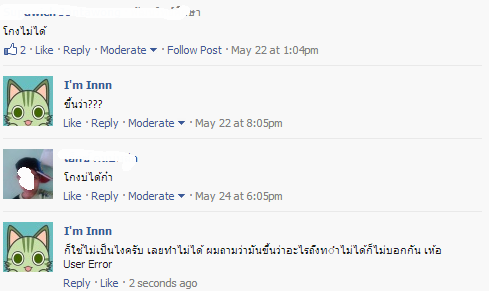 โกงไม่ได้
2 · Like · Reply · Moderate · Follow Post · May 22 at 1:04pm
I'm Innn
ขึ้นว่า???
Like · Reply · Moderate · May 22 at 8:05pm
โกงบ่ได้ก๋า
Like · Reply · Moderate · May 24 at 6:05pm
I'm Innn
ก็ใช้ไม่เป็นไงครับ เลยทำไม่ได้ ผมถามว่ามันขึ้นว่าอะไรถึงทำไม่ได้ก็ไม่บอกกัน เห้อ
User Error
Reply · Like · 2 seconds ago